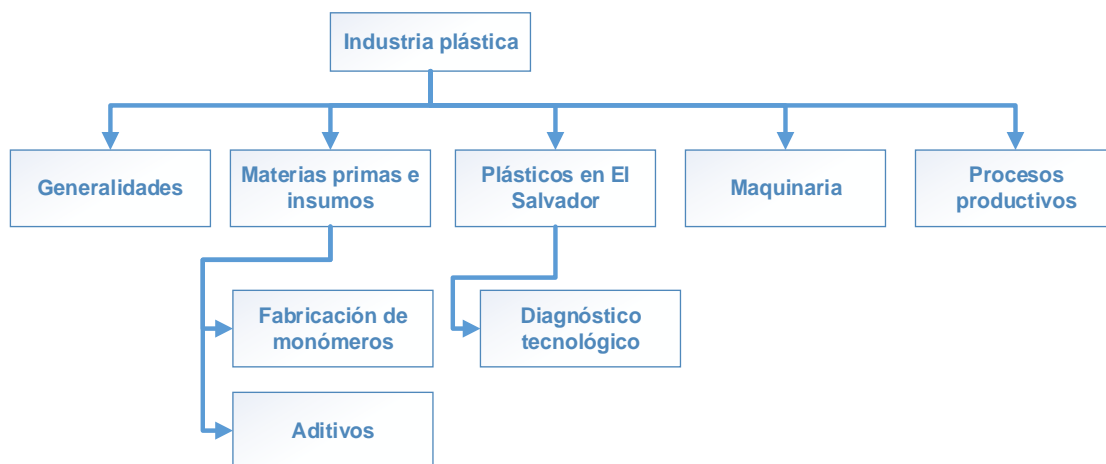 Industria plástica
Generalidades
Materias primas e
insumos
Plásticos en El
Salvador
Maquinaria
Procesos
productivos
Fabricación de
monómeros
Diagnóstico
tecnológico
Aditivos